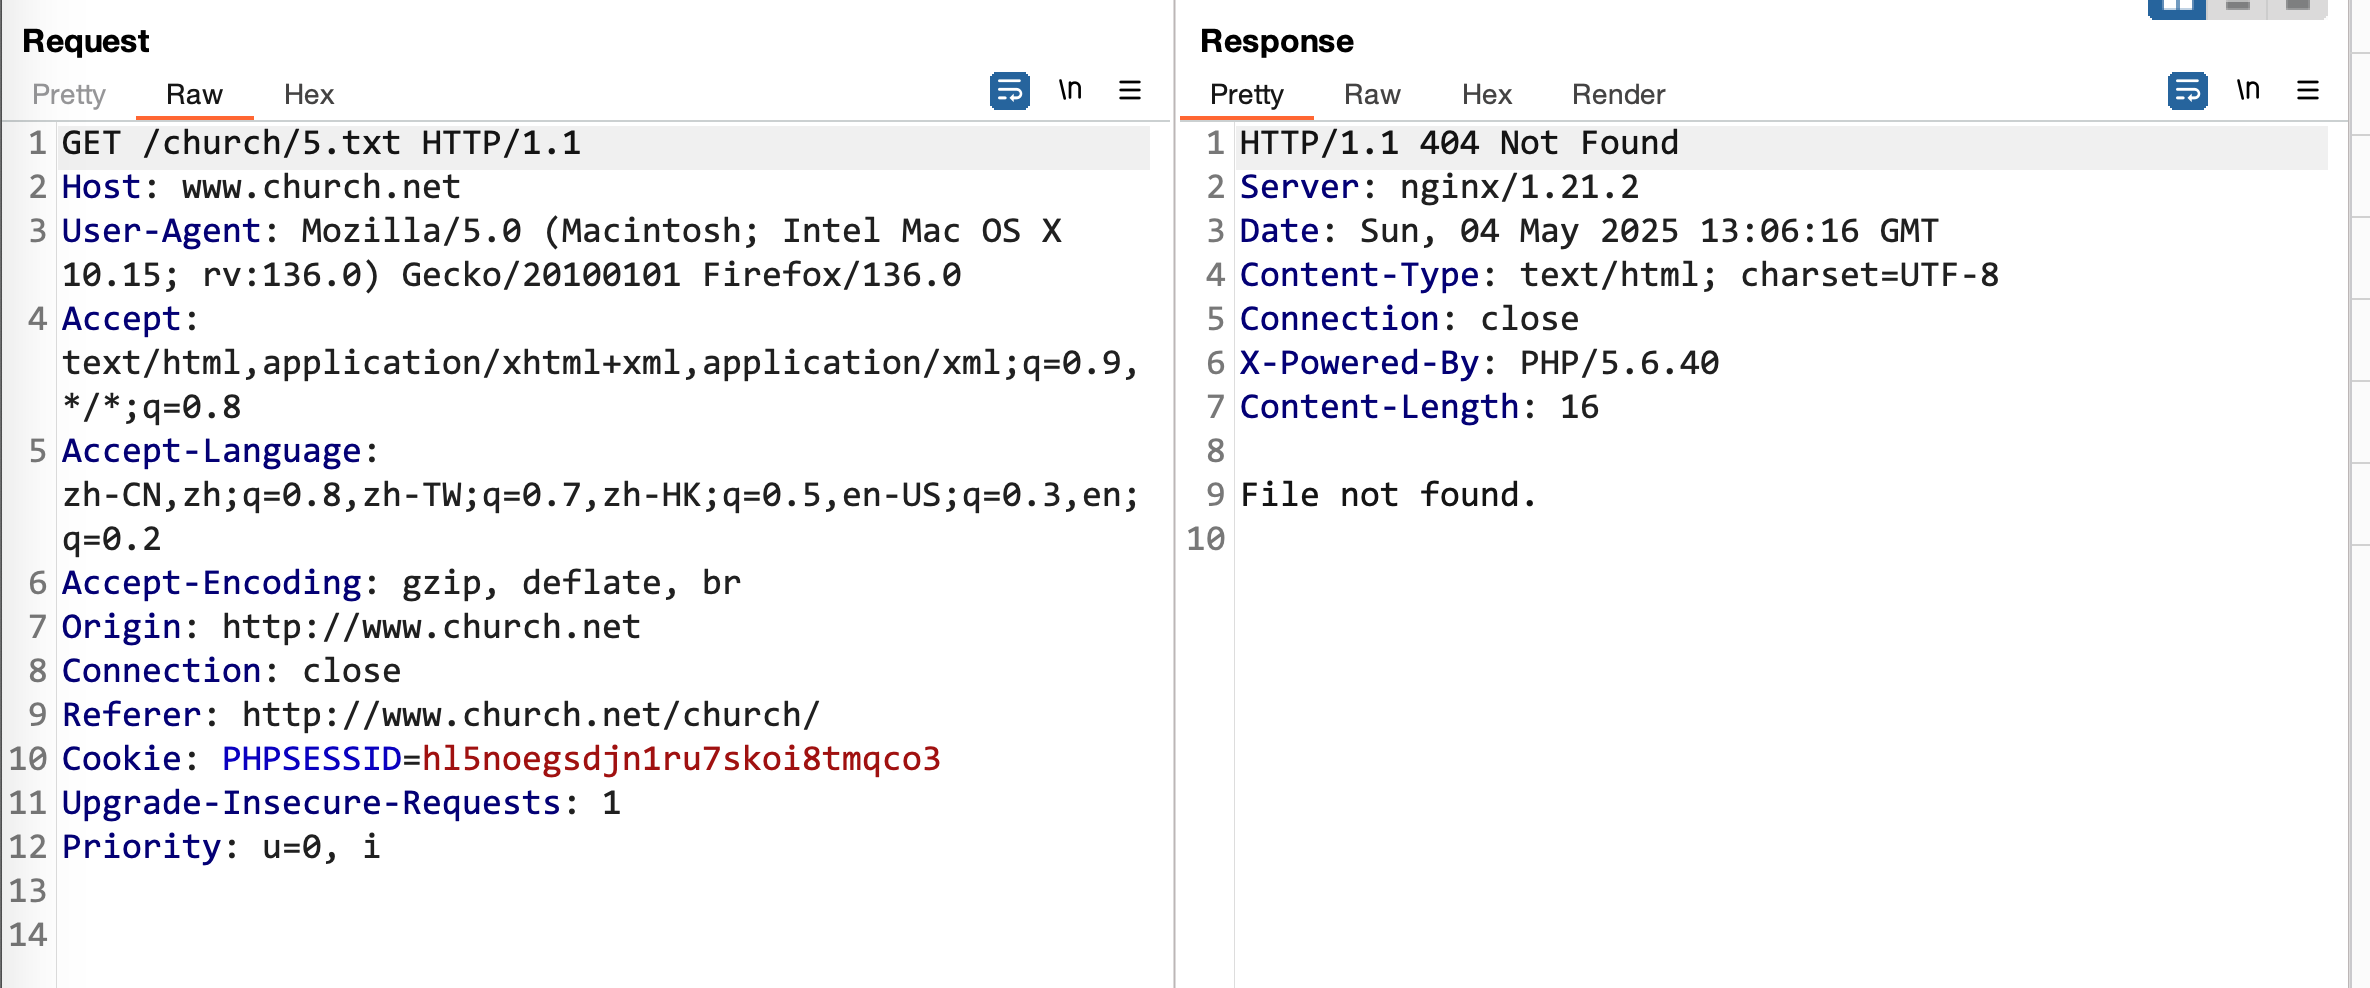 Request
Pretty Raw Hex \n
1 GET /church/5.txt HTTP/1.1
2 Host: www.church.net
3 User-Agent: Mozilla/5.0 (Macintosh; Intel Mac OS X
10.15; rv:136.0) Gecko/20100101 Firefox/136.0
4 Accept:
text/html,application/xhtml+xml,application/xml;q=0.9,
*/*;q=0.8
5 Accept-Language:
zh-CN,zh;q=0.8,zh-TW;q=0.7,zh-HK;q=0.5,en-US;q=0.3,en;
q=0.2
6 Accept-Encoding: gzip, deflate, br
7 Origin: http://www.church.net
8 Connection: close
9 Referer: http://www.church.net/church/
10 Cookie: PHPSESSID=hl5noegsdjn1ru7skoi8tmqco3
11 Upgrade-Insecure-Requests: 1
12 Priority: u=0, i
13
14
Response
Pretty Raw Hex Render \n
1 HTTP/1.1 404 Not Found
2 Server: nginx/1.21.2
3 Date: Sun, 04 May 2025 13:06:16 GMT
4 Content-Type: text/html; charset=UTF-8
5 Connection: close
6 X-Powered-By: PHP/5.6.40
7 Content-Length: 16
8
9 File not found.
10